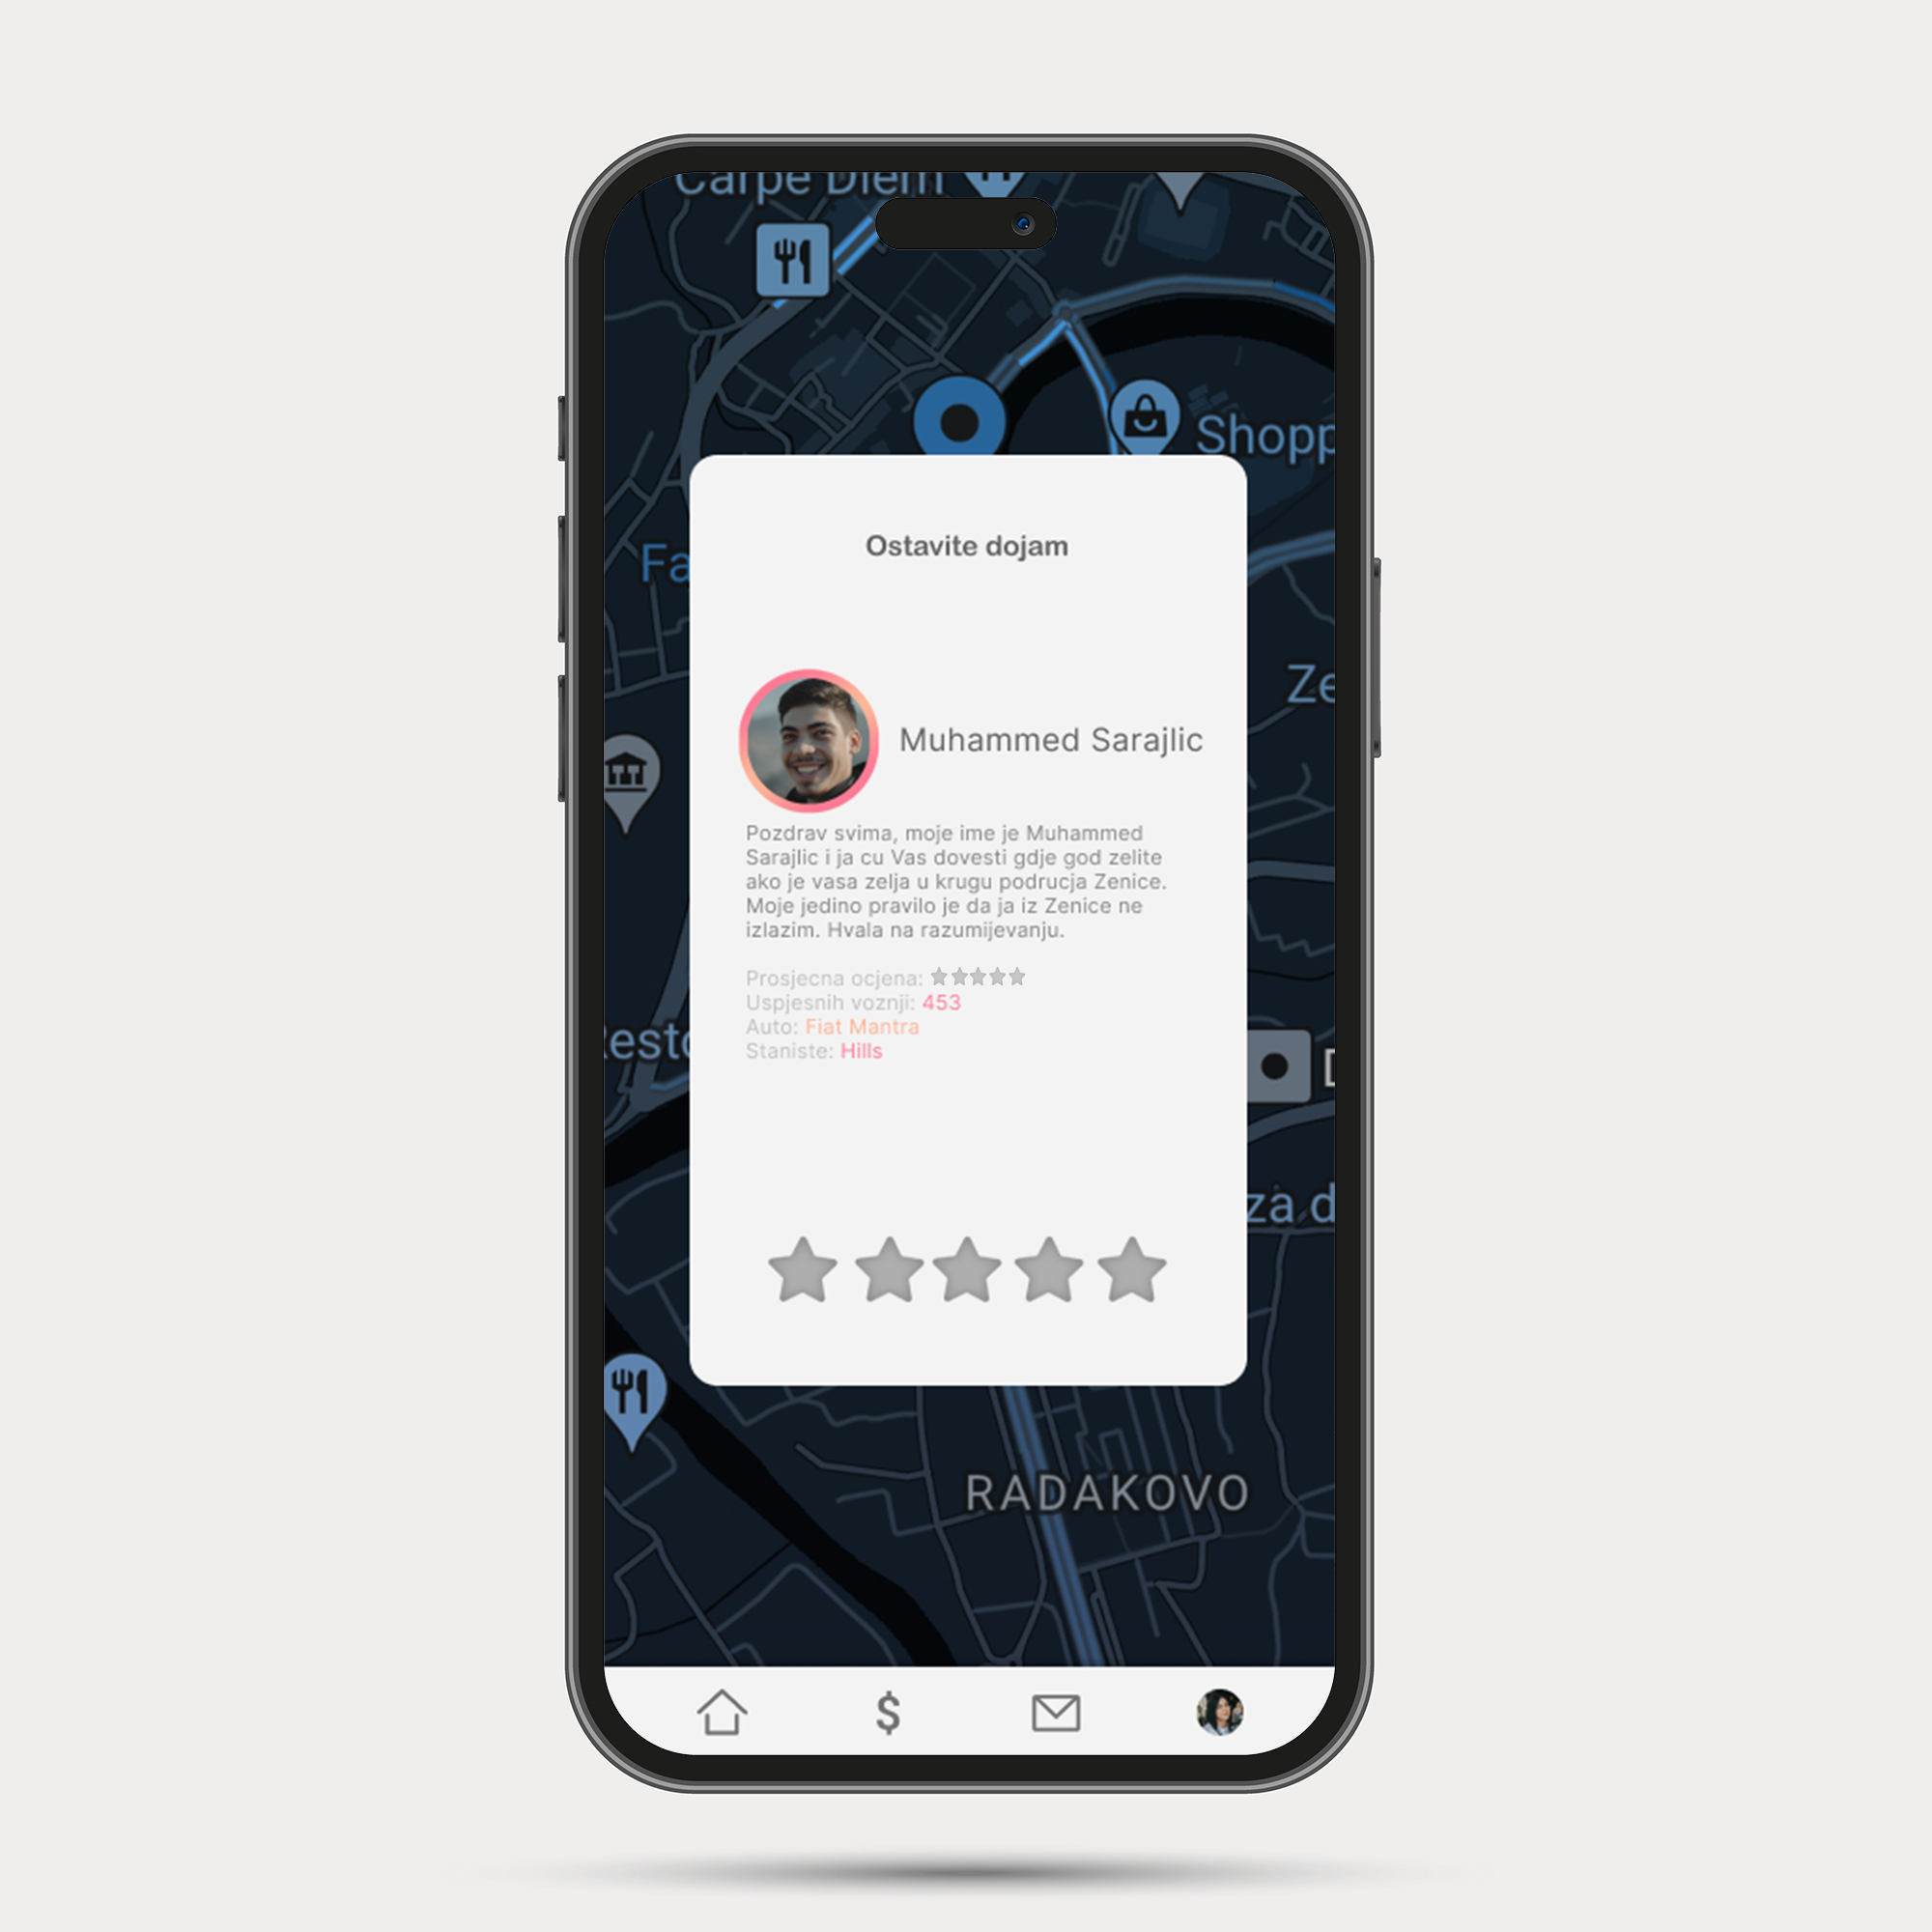 Carpe Diem
Shopp
Fa
Ostavite dojam
Ze
Muhammed Sarajlic
Pozdrav svima, moje ime je Muhammed
Sarajlic i ja cu Vas dovesti gdje god zelite
ako je vasa zelja u krugu podrucja Zenice.
Moje jedino pravilo je da ja iz Zenice ne
izlazim. Hvala na razumijevanju.
Prosjecna ocjena:
Uspjesnih voznji: 453
Auto: Fiat Mantra
Staniste: Hills
Resto
D
za d
RADAKOVO
$